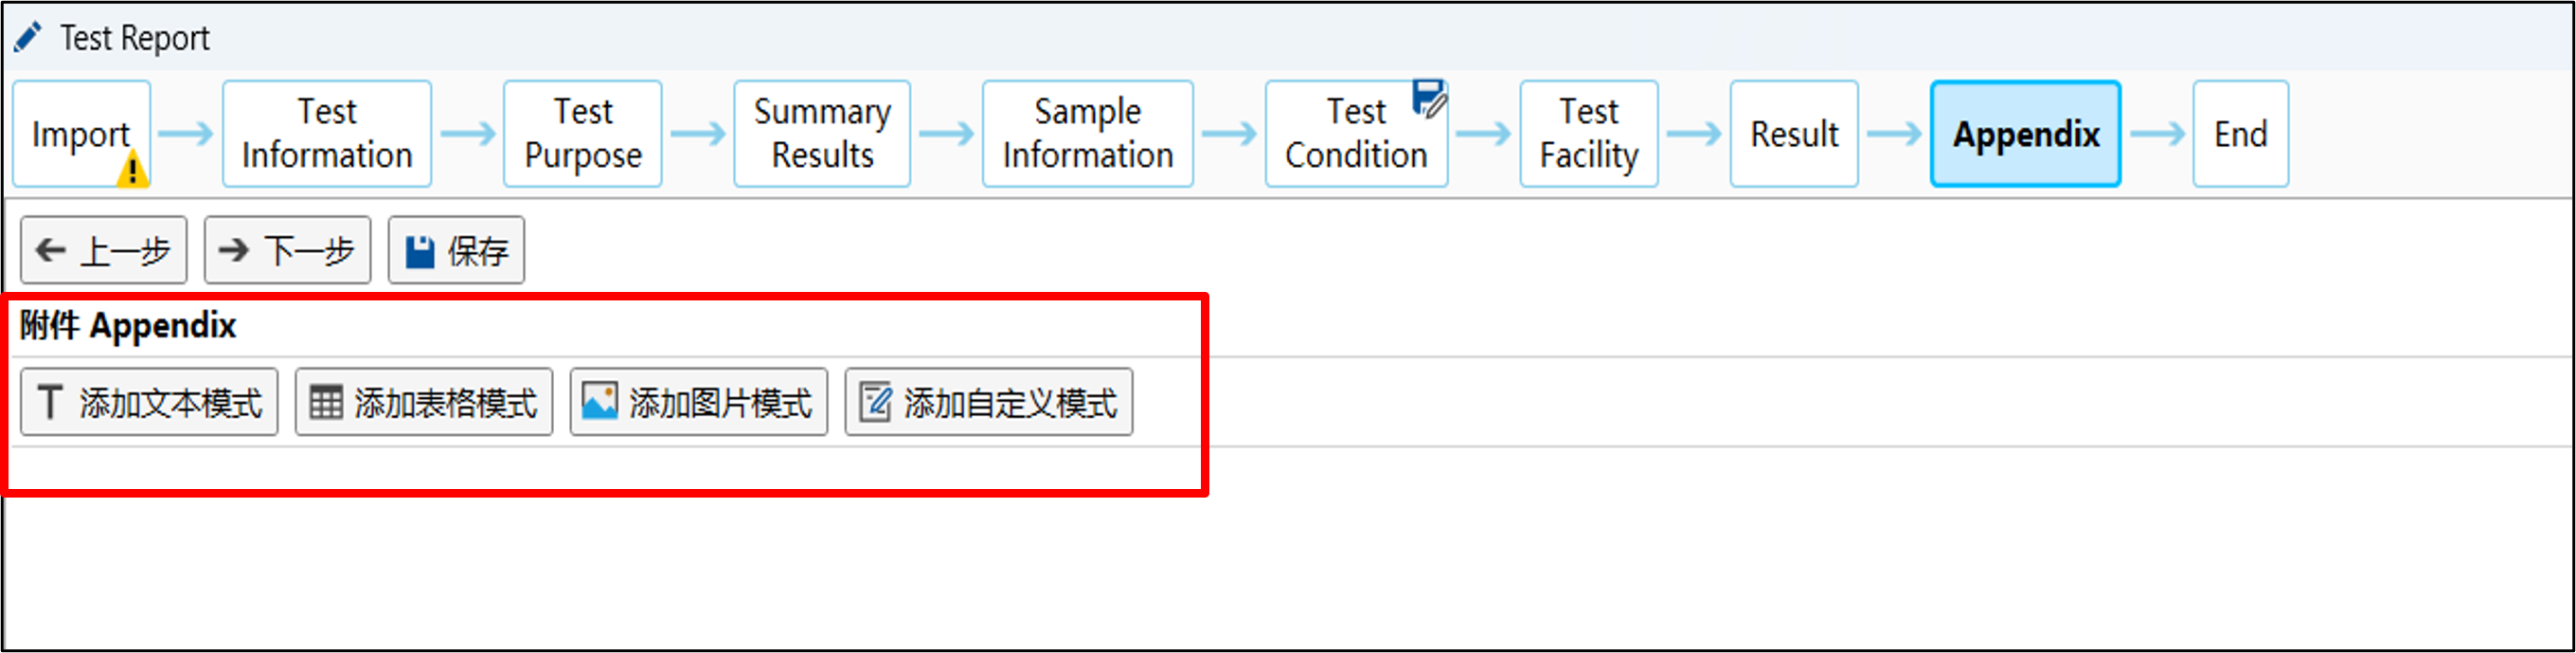 Test Report
Import
Test
Information
Test
Purpose
Summary
Results
Sample
Information
Test
Condition
Test
Facility
Result
Appendix
End
上一步 下一步 保存
附件 Appendix
添加文本模式 添加表格模式 添加图片模式 添加自定义模式